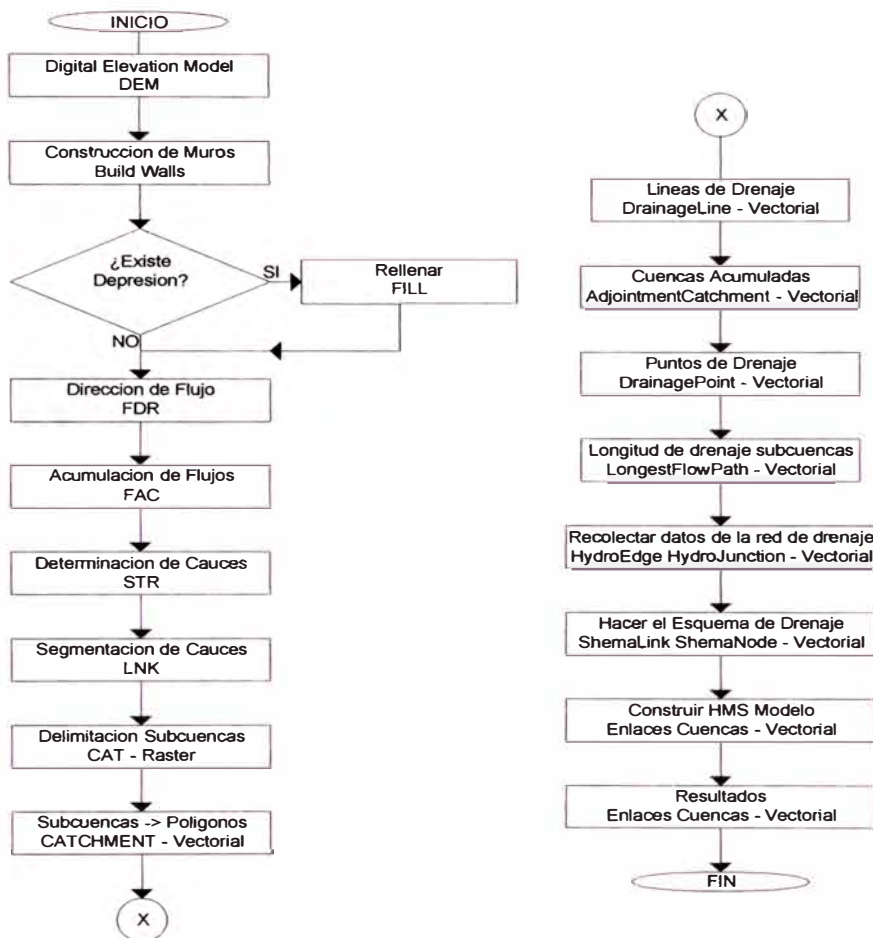 INICIO
Digital Elevation Model
DEM
Construccion de Muros
Build Walls
¿Existe
Depresion?
SI
Rellenar
FILL
NO
Direccion de Flujo
FDR
Acumulacion de Flujos
FAC
Determinacion de Cauces
STR
Segmentacion de Cauces
LNK
Delimitacion Subcuencas
CAT - Raster
Subcuencas -> Poligonos
CATCHMENT - Vectorial
X
X
Lineas de Drenaje
DrainageLine - Vectorial
Cuencas Acumuladas
AdjointmentCatchment - Vectorial
Puntos de Drenaje
DrainagePoint - Vectorial
Longitud de drenaje subcuencas
LongestFlowPath - Vectorial
Recolectar datos de la red de drenaje
HydroEdge HydroJunction - Vectorial
Hacer el Esquema de Drenaje
ShemaLink ShemaNode - Vectorial
Construir HMS Modelo
Enlaces Cuencas - Vectorial
Resultados
Enlaces Cuencas - Vectorial
FIN